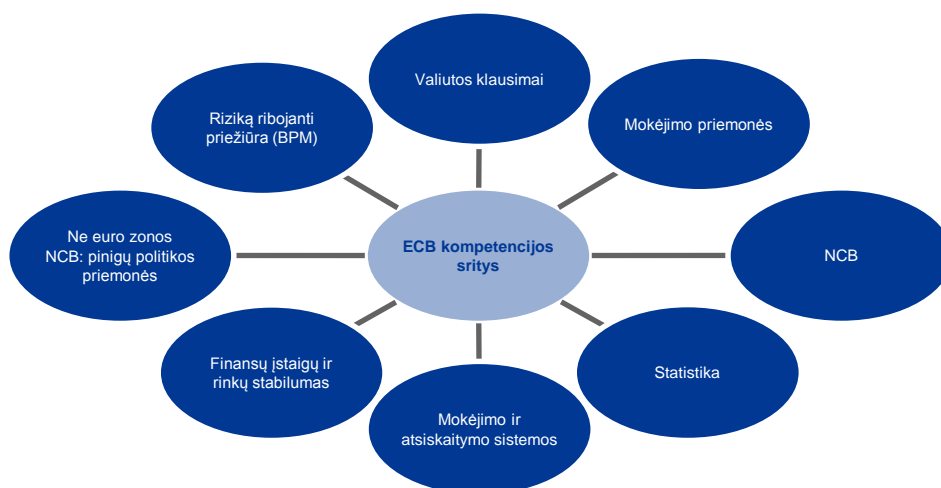 Valiutos klausimai
Riziką ribojanti
priežiūra (BPM)
Mokėjimo priemonės
Ne euro zonos
NCB: pinigų politikos
priemonės
ECB kompetencijos
sritys
NCB
Finansų įstaigų ir
rinkų stabilumas
Statistika
Mokėjimo ir
atsiskaitymo sistemos